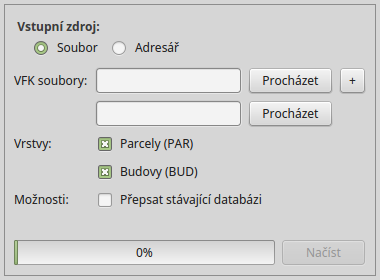 Vstupní zdroj:
Soubor Adresář
VFK soubory: Procházet +
Procházet
Vrstvy: Parcely (PAR)
Budovy (BUD)
Možnosti: Přepsat stávající databázi
0% Načíst